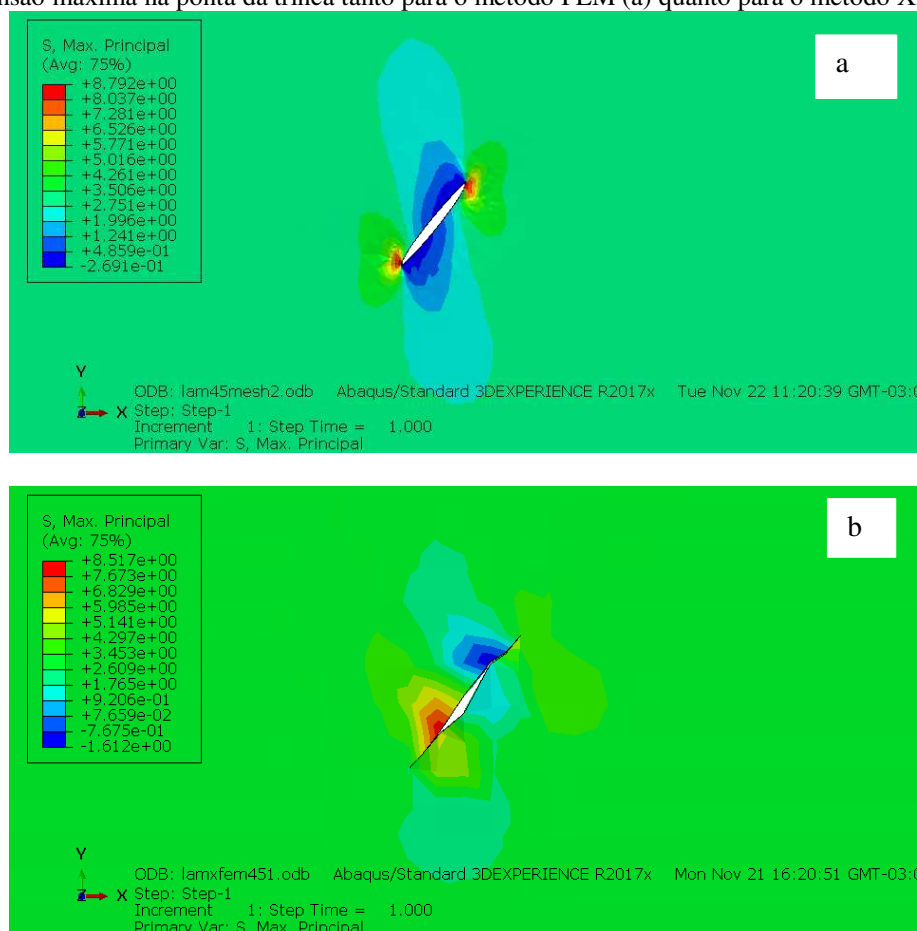 nsão máxima na ponta da trinca tanto para o método FEM (a) quanto para o método X
S, Max. Principal
(Avg: 75%)
+8.792e+00
+8.037e+00
+7.281e+00
+6.526e+00
+5.771e+00
+5.016e+00
+4.261e+00
+3.506e+00
+2.751e+00
+1.996e+00
+1.241e+00
+4.859e-01
-2.691e-01
a
Y
X
ODB: lam45mesh2.odb Abaqus/Standard 3DEXPERIENCE R2017x Tue Nov 22 11:20:39 GMT-03:0
Step: Step-1
Increment 1: Step Time = 1.000
Primary Var: S, Max. Principal
S, Max. Principal
(Avg: 75%)
+8.517e+00
+7.673e+00
+6.829e+00
+5.985e+00
+5.141e+00
+4.297e+00
+3.453e+00
+2.609e+00
+1.765e+00
+9.206e-01
+7.659e-02
-7.675e-01
-1.612e+00
b
Y
X
ODB: lamxfem451.odb Abaqus/Standard 3DEXPERIENCE R2017x Mon Nov 21 16:20:51 GMT-03:0
Step: Step-1
Increment 1: Step Time = 1.000
Primary Var: S, Max. Principal